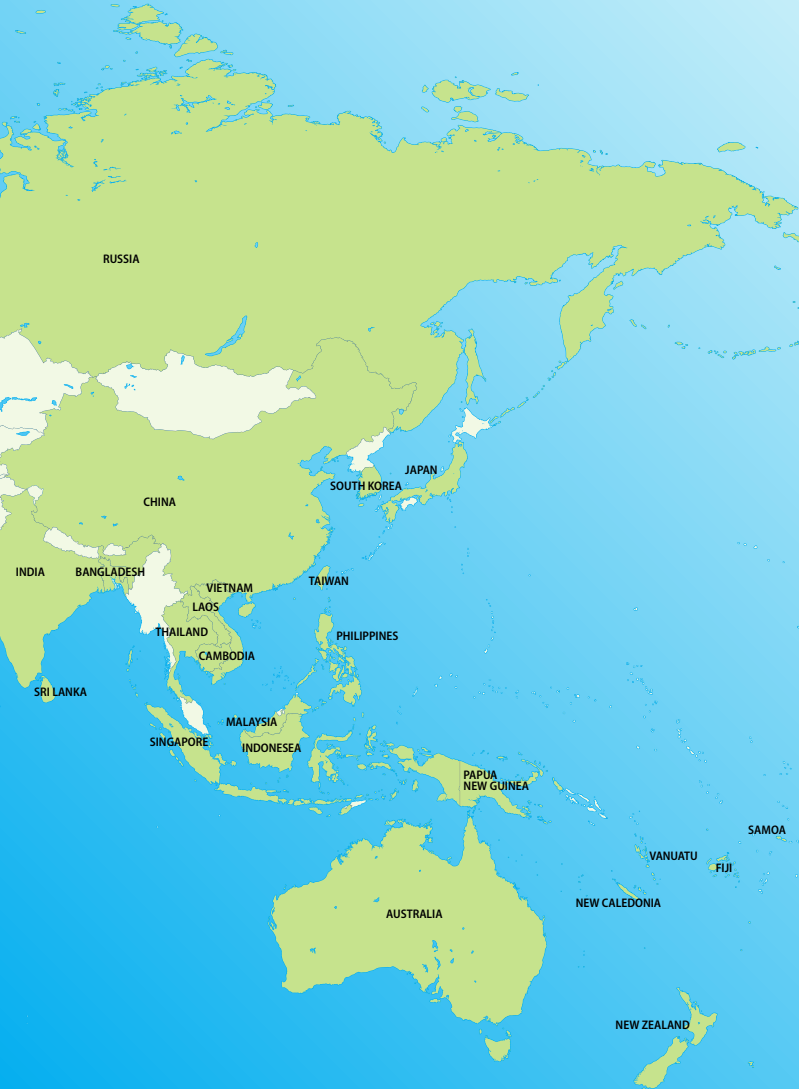 RUSSIA
JAPAN
SOUTH KOREA
CHINA
INDIA
BANGLADESH
TAIWAN
VIETNAM
LAOS
THAILAND
PHILIPPINES
CAMBODIA
SRI LANKA
MALAYSIA
SINGAPORE
INDONESEA
PAPUA
NEW GUINEA
SAMOA
VANUATU
FIJI
NEW CALEDONIA
AUSTRALIA
NEW ZEALAND